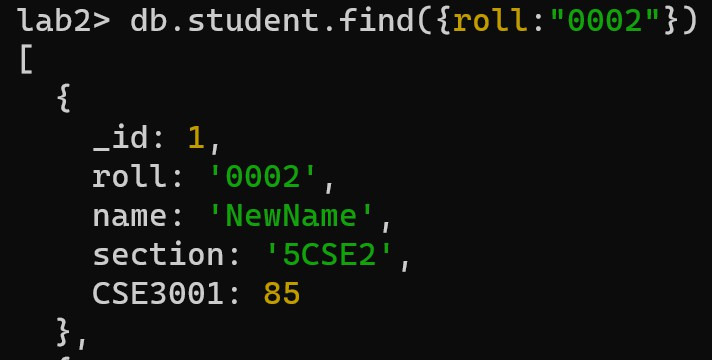 lab2> db.student.find({roll:"0002"})
[
  {
    _id: 1,
    roll: '0002',
    name: 'NewName',
    section: '5CSE2',
    CSE3001: 85
  },